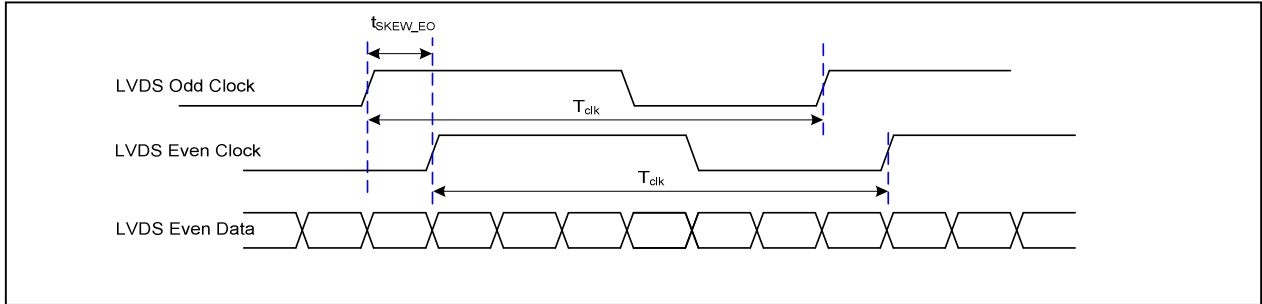 tSKEW_EO
LVDS Odd Clock
Tclk
LVDS Even Clock
Tclk
LVDS Even Data